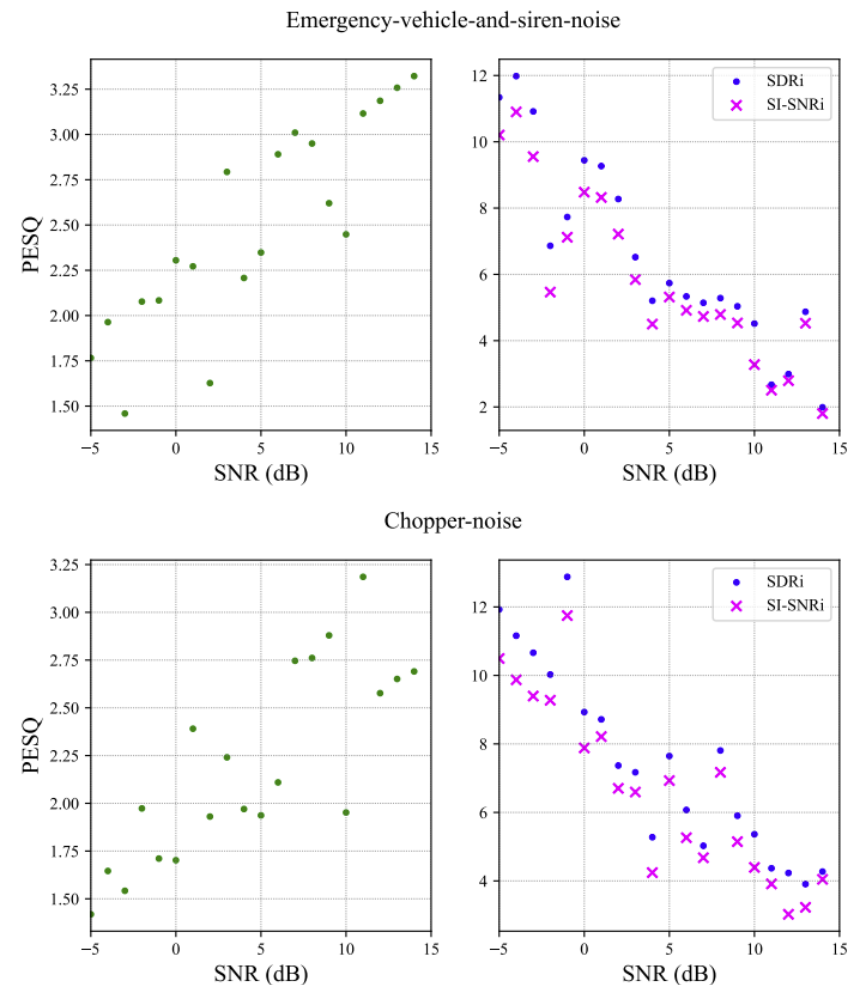 Emergency-vehicle-and-siren-noise
3.25
3.00
2.75
2.50
2.25
2.00
1.75
1.50
PESQ
−5 0 5 10 15
SNR (dB)
12
10
8
6
4
2
SDRi
SI-SNRi
−5 0 5 10 15
SNR (dB)
Chopper-noise
3.25
3.00
2.75
2.50
2.25
2.00
1.75
1.50
PESQ
−5 0 5 10 15
SNR (dB)
12
10
8
6
4
SDRi
SI-SNRi
−5 0 5 10 15
SNR (dB)